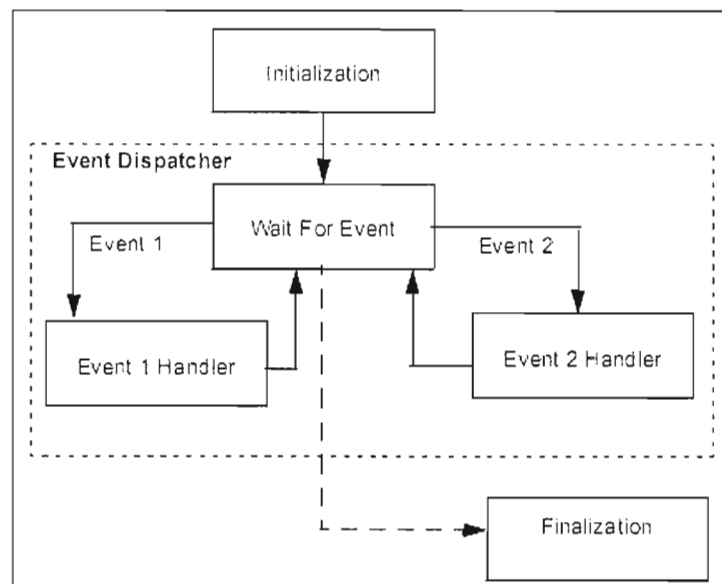 Initialization
Event Dispatcher
Wait For Event
Event 1
Event 2
Event 1 Handler
Event 2 Handler
Finalization